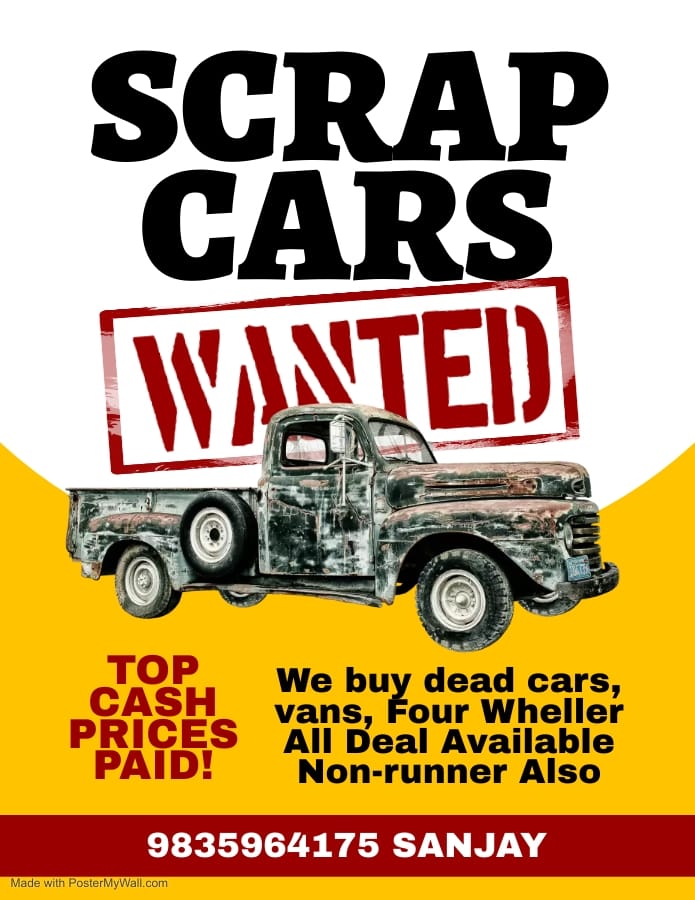 SCRAP
CARS
WANTED
TOP
CASH
PRICES
PAID!
We buy dead cars,
vans, Four Wheller
All Deal Available
Non-runner Also
9835964175 SANJAY
Made with PosterMyWall.com